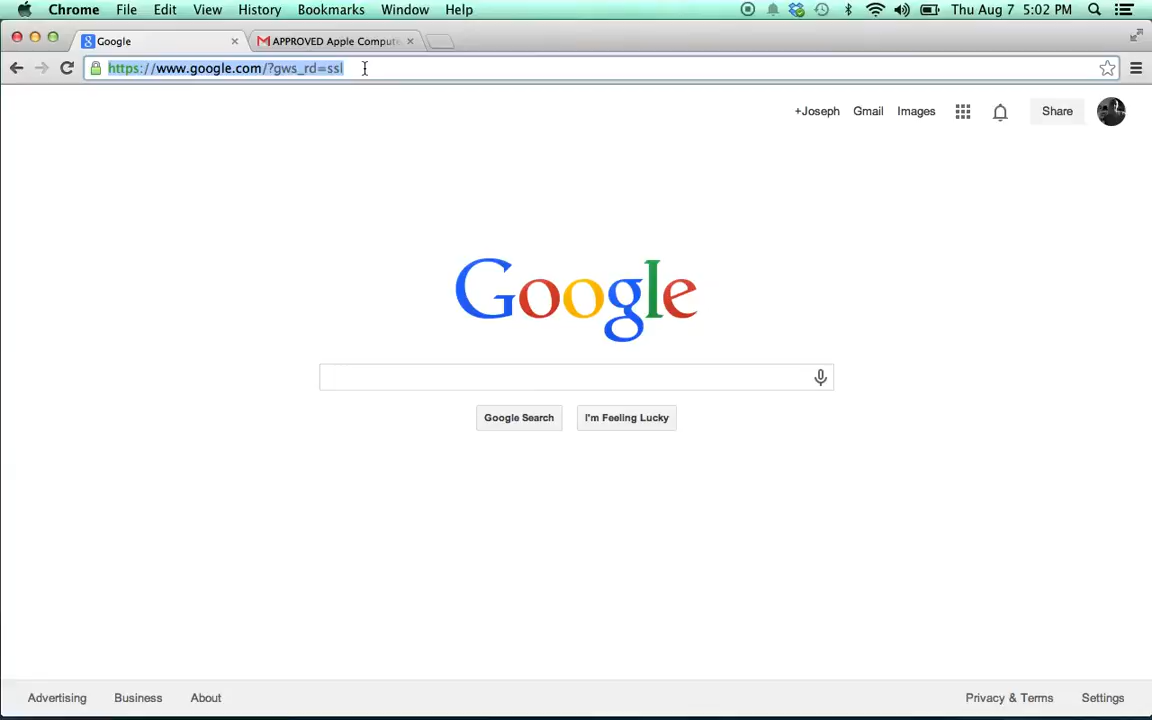 Chrome File Edit View History Bookmarks Window Help Thu Aug 7 5:02 PM
Google APPROVED Apple Compute
https://www.google.com/?gws_rd=ssl
+Joseph Gmail Images Share
Google
Google Search I'm Feeling Lucky
Advertising Business About Privacy & Terms Settings